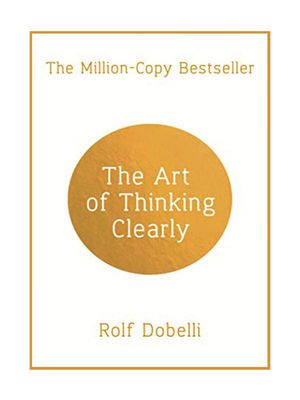 The Million-Copy Bestseller
The Art
of Thinking
Clearly
Rolf Dobelli